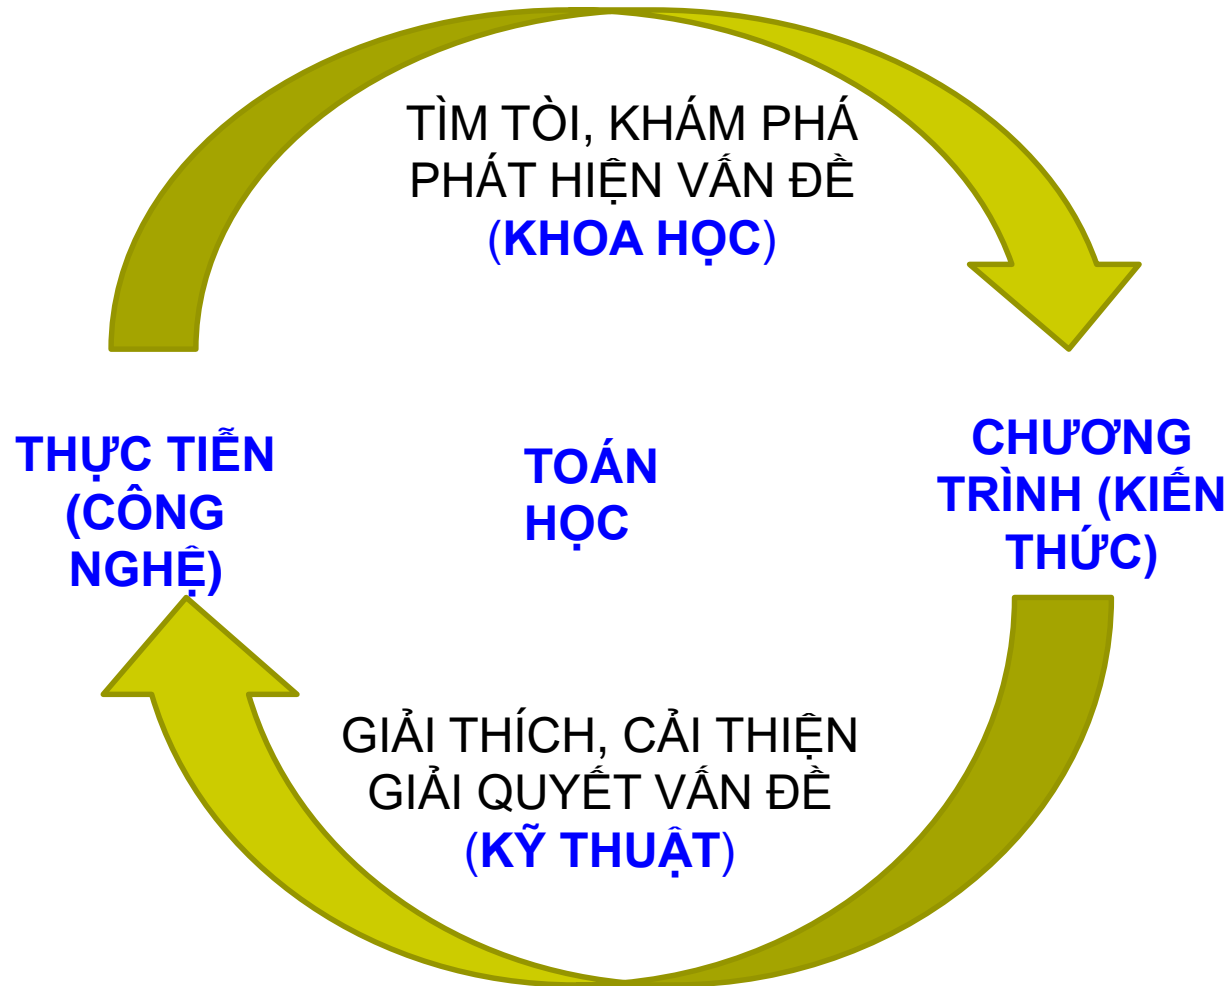 TÌM TÒI, KHÁM PHÁ
PHÁT HIỆN VẤN ĐỀ
(KHOA HỌC)
THỰC TIỄN
(CÔNG
NGHỆ)
TOÁN
HỌC
CHƯƠNG
TRÌNH (KIẾN
THỨC)
GIẢI THÍCH, CẢI THIỆN
GIẢI QUYẾT VẤN ĐỀ
(KỸ THUẬT)